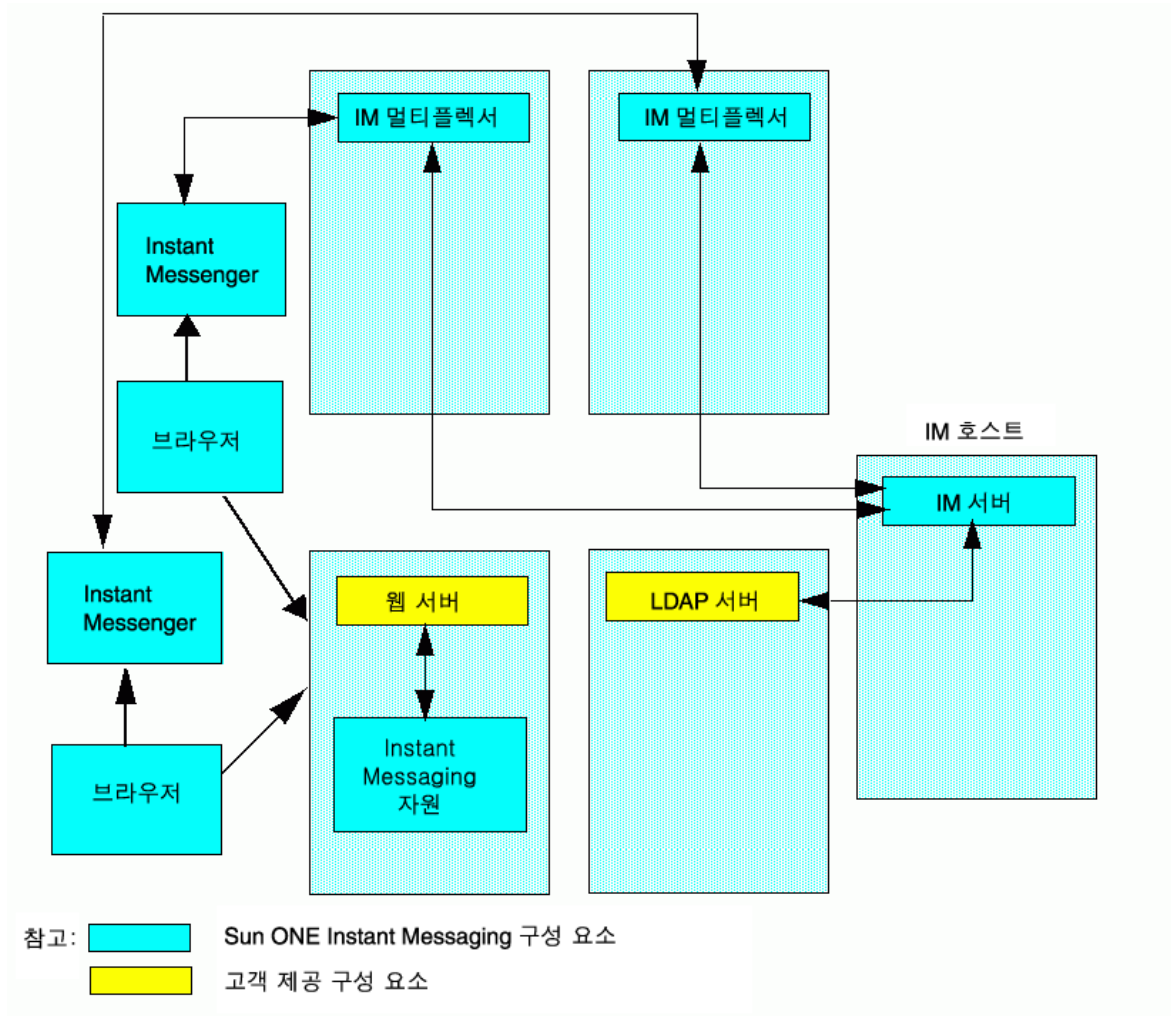 IM 멀티플렉서
IM 멀티플렉서
Instant
Messenger
브라우저
IM 호스트
IM 서버
Instant
Messenger
웹 서버
LDAP 서버
Instant
Messaging
자원
브라우저
참고:
Sun ONE Instant Messaging 구성 요소
고객 제공 구성 요소